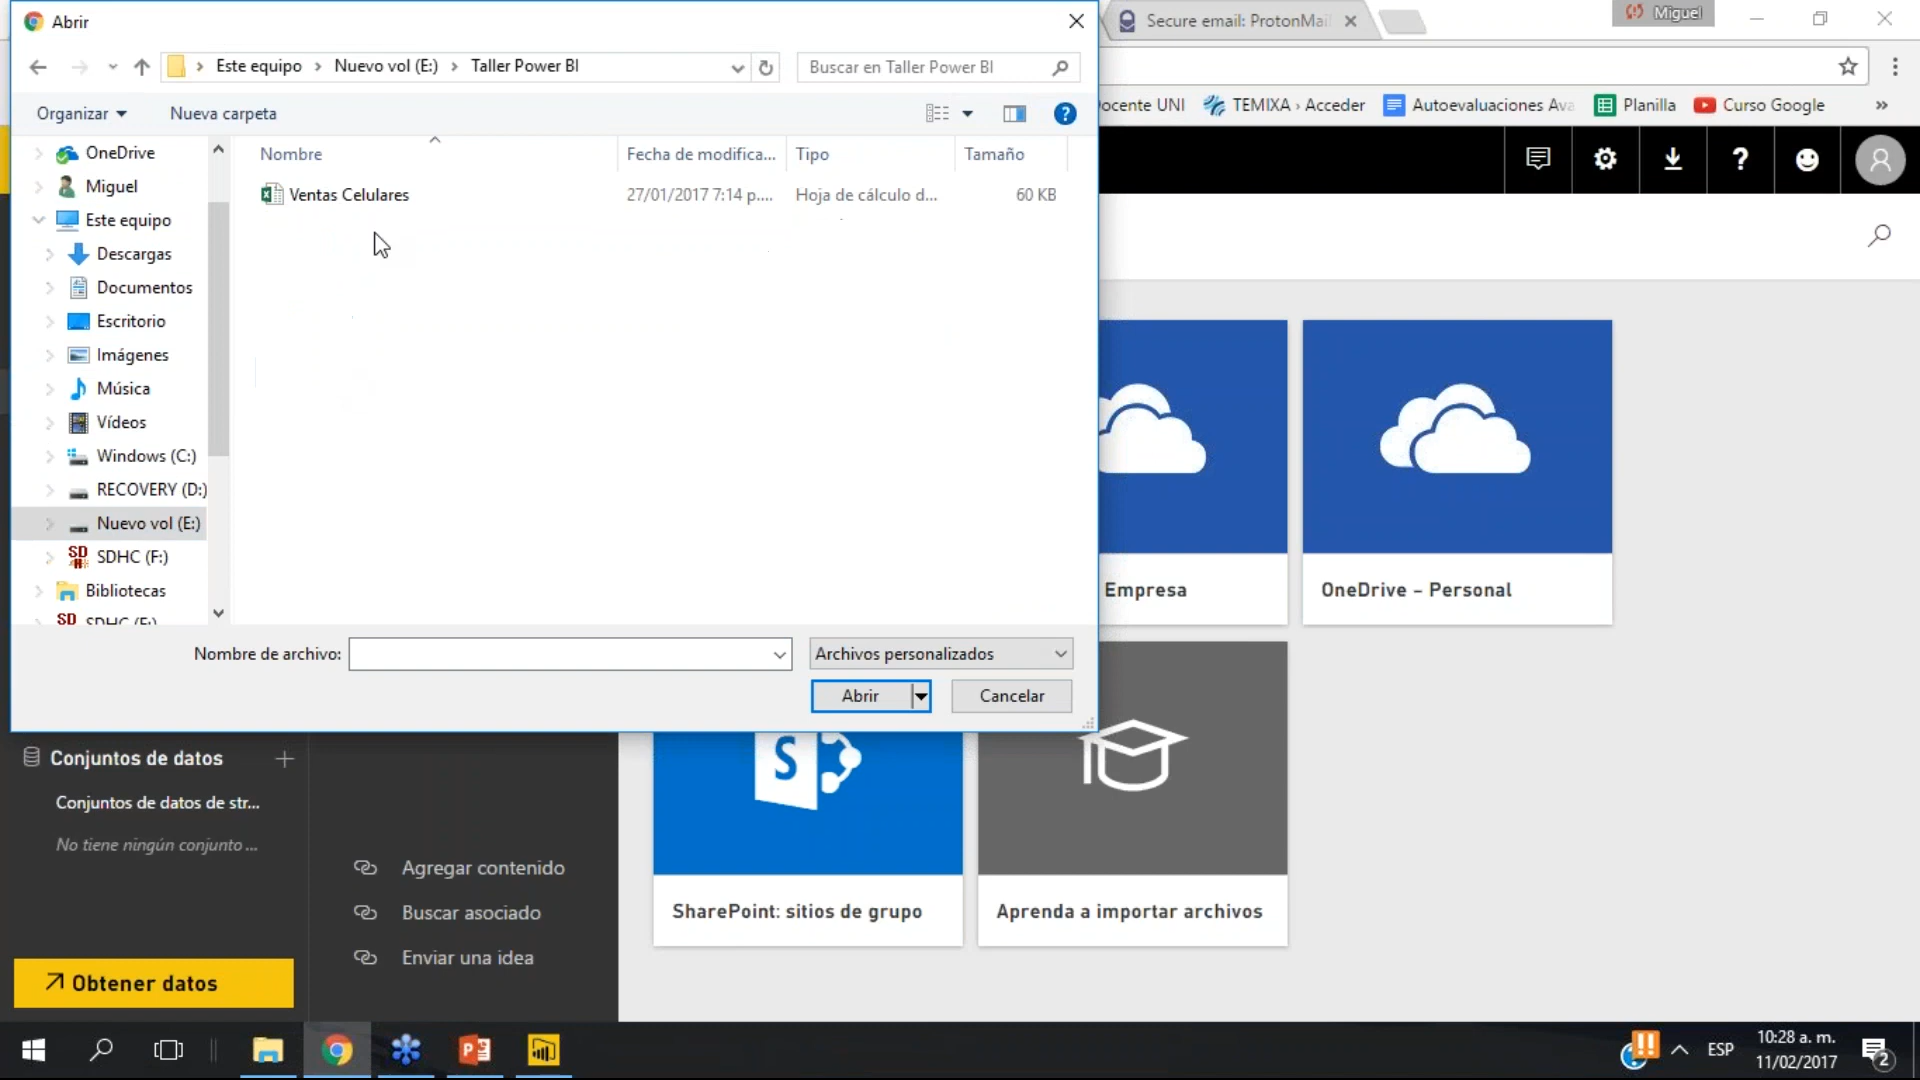 Abrir
Secure email: ProtonMail
Miguel
Este equipo › Nuevo vol (E:) › Taller Power BI
Buscar en Taller Power BI
ocente UNI
TEMIXA › Acceder
Autoevaluaciones Ava
Planilla
Curso Google
»
Organizar
Nueva carpeta
?
Nombre
Fecha de modifica...
Tipo
Tamaño
Ventas Celulares
27/01/2017 7:14 p....
Hoja de cálculo d...
60 KB
OneDrive
Miguel
Este equipo
Descargas
Documentos
Escritorio
Imágenes
Música
Vídeos
Windows (C:)
RECOVERY (D:)
Nuevo vol (E:)
SDHC (F:)
Bibliotecas
SDHC (F:)
Nombre de archivo:
Archivos personalizados
Abrir
Cancelar
?
Empresa
OneDrive – Personal
SharePoint: sitios de grupo
Aprenda a importar archivos
Conjuntos de datos
Conjuntos de datos de str...
No tiene ningún conjunto ...
Agregar contenido
Buscar asociado
Enviar una idea
Obtener datos
ESP
10:28 a. m.
11/02/2017
2